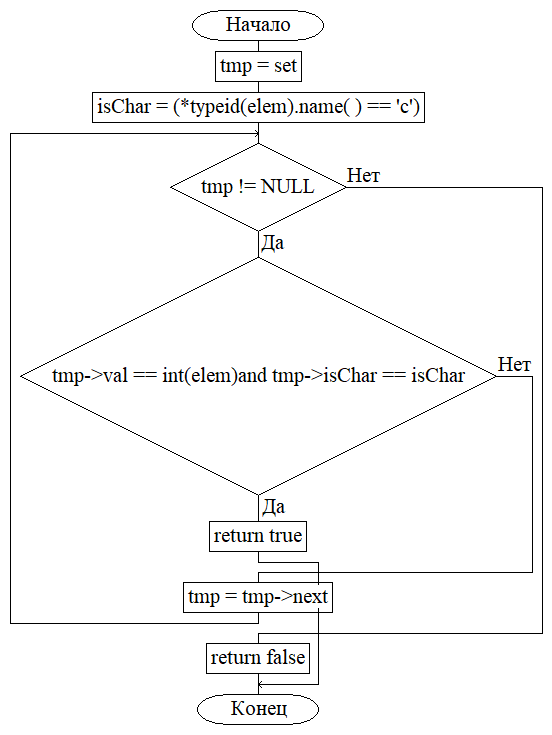 Начало
tmp = set
isChar = (*typeid(elem).name( ) == 'c')
tmp != NULL
Нет
Да
tmp->val == int(elem)and tmp->isChar == isChar
Нет
Да
return true
tmp = tmp->next
return false
Конец